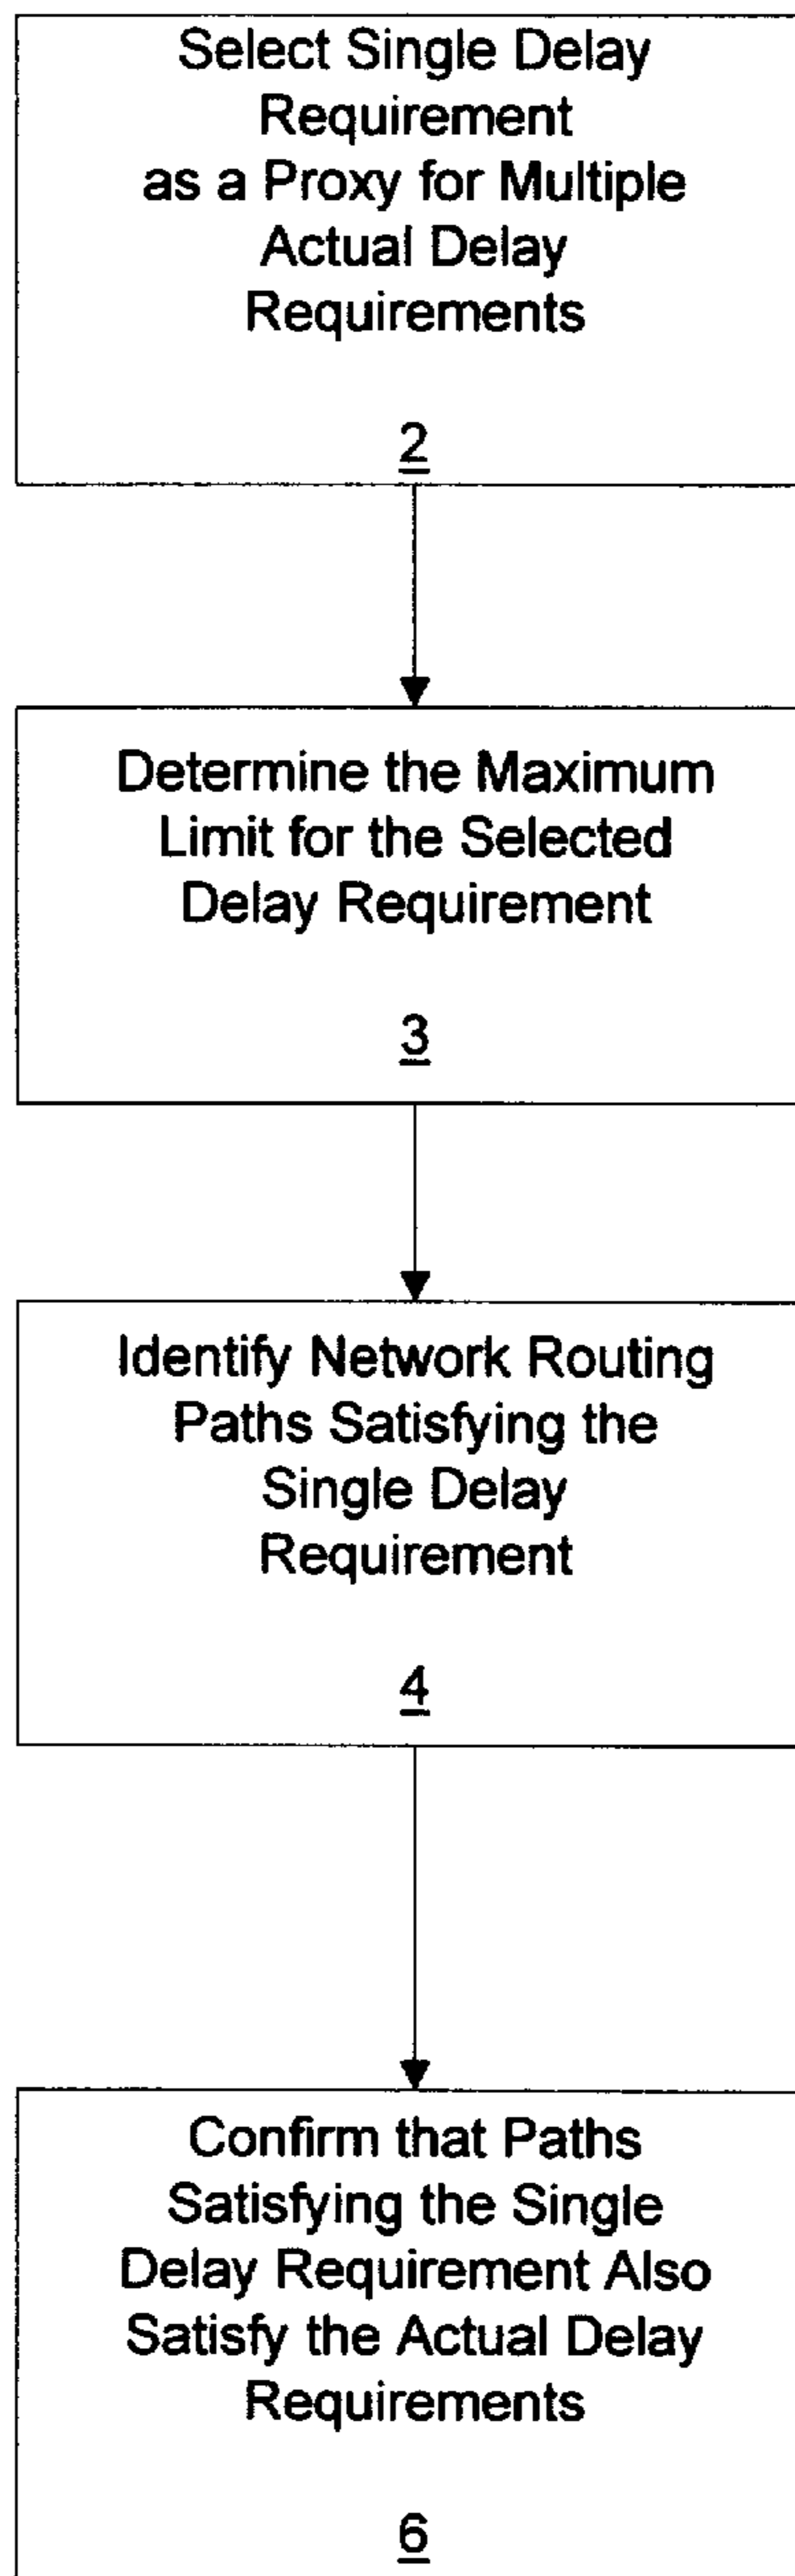 Select Single Delay
Requirement
as a Proxy for Multiple
Actual Delay
Requirements
2
Determine the Maximum
Limit for the Selected
Delay Requirement
3
Identify Network Routing
Paths Satisfying the
Single Delay
Requirement
4
Confirm that Paths
Satisfying the Single
Delay Requirement Also
Satisfy the Actual Delay
Requirements
6